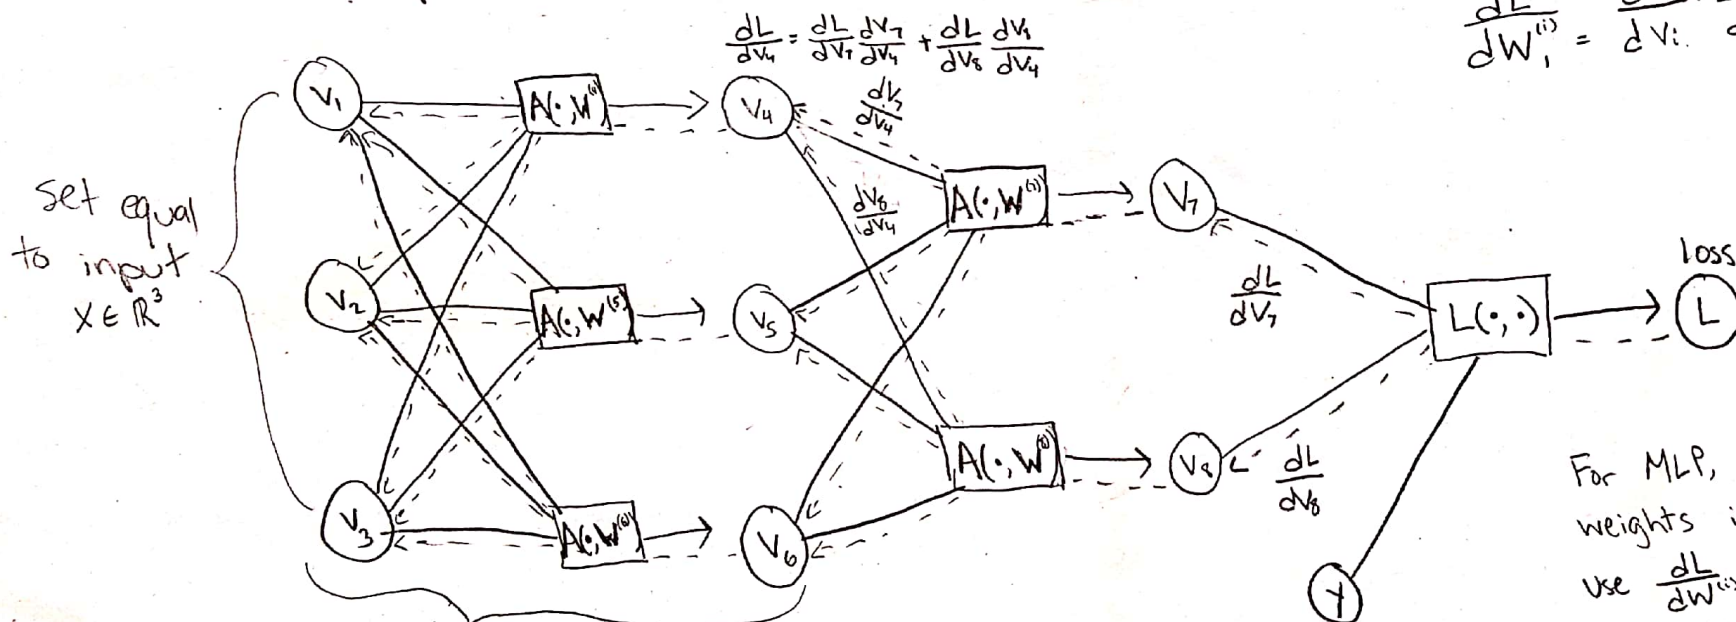 dL/dV₄ = dL/dV₇ dV₇/dV₄ + dL/dV₈ dV₈/dV₄
dL/dW₁⁽ⁱ⁾ = dVᵢ
V₁
A(·,W⁽⁴⁾)
V₄
dV₇/dV₄
set equal
to input
X ∈ ℝ³
dV₈/dV₄
A(·,W⁽⁷⁾)
V₇
V₂
A(·,W⁽⁵⁾)
V₅
dL/dV₇
L(·,·)
loss
L
A(·,W⁽⁸⁾)
V₈
dL/dV₈
V₃
A(·,W⁽⁶⁾)
V₆
Y
For MLP,
weights
use dL/dW⁽ⁱ⁾